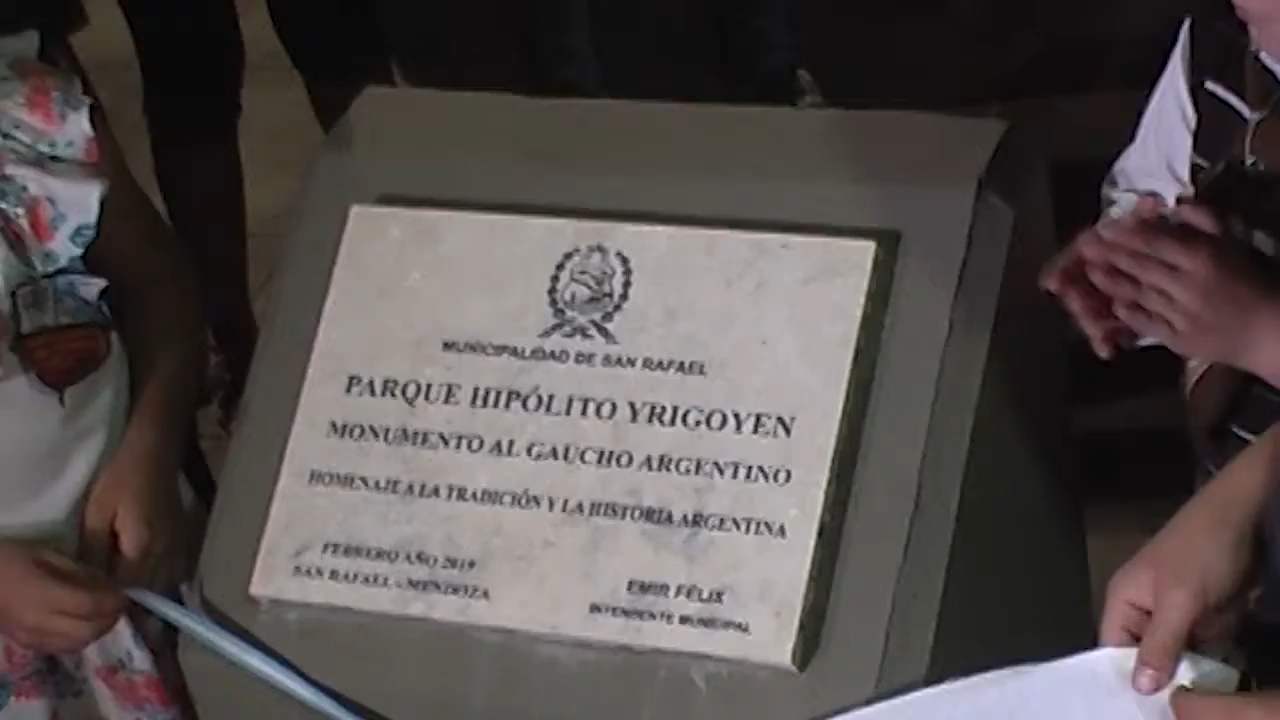 MUNICIPALIDAD DE SAN RAFAEL
PARQUE HIPÓLITO YRIGOYEN
MONUMENTO AL GAUCHO ARGENTINO
HOMENAJE A LA TRADICIÓN Y LA HISTORIA ARGENTINA
FEBRERO AÑO 2019
SAN RAFAEL - MENDOZA
EMIR FÉLIX
INTENDENTE MUNICIPAL